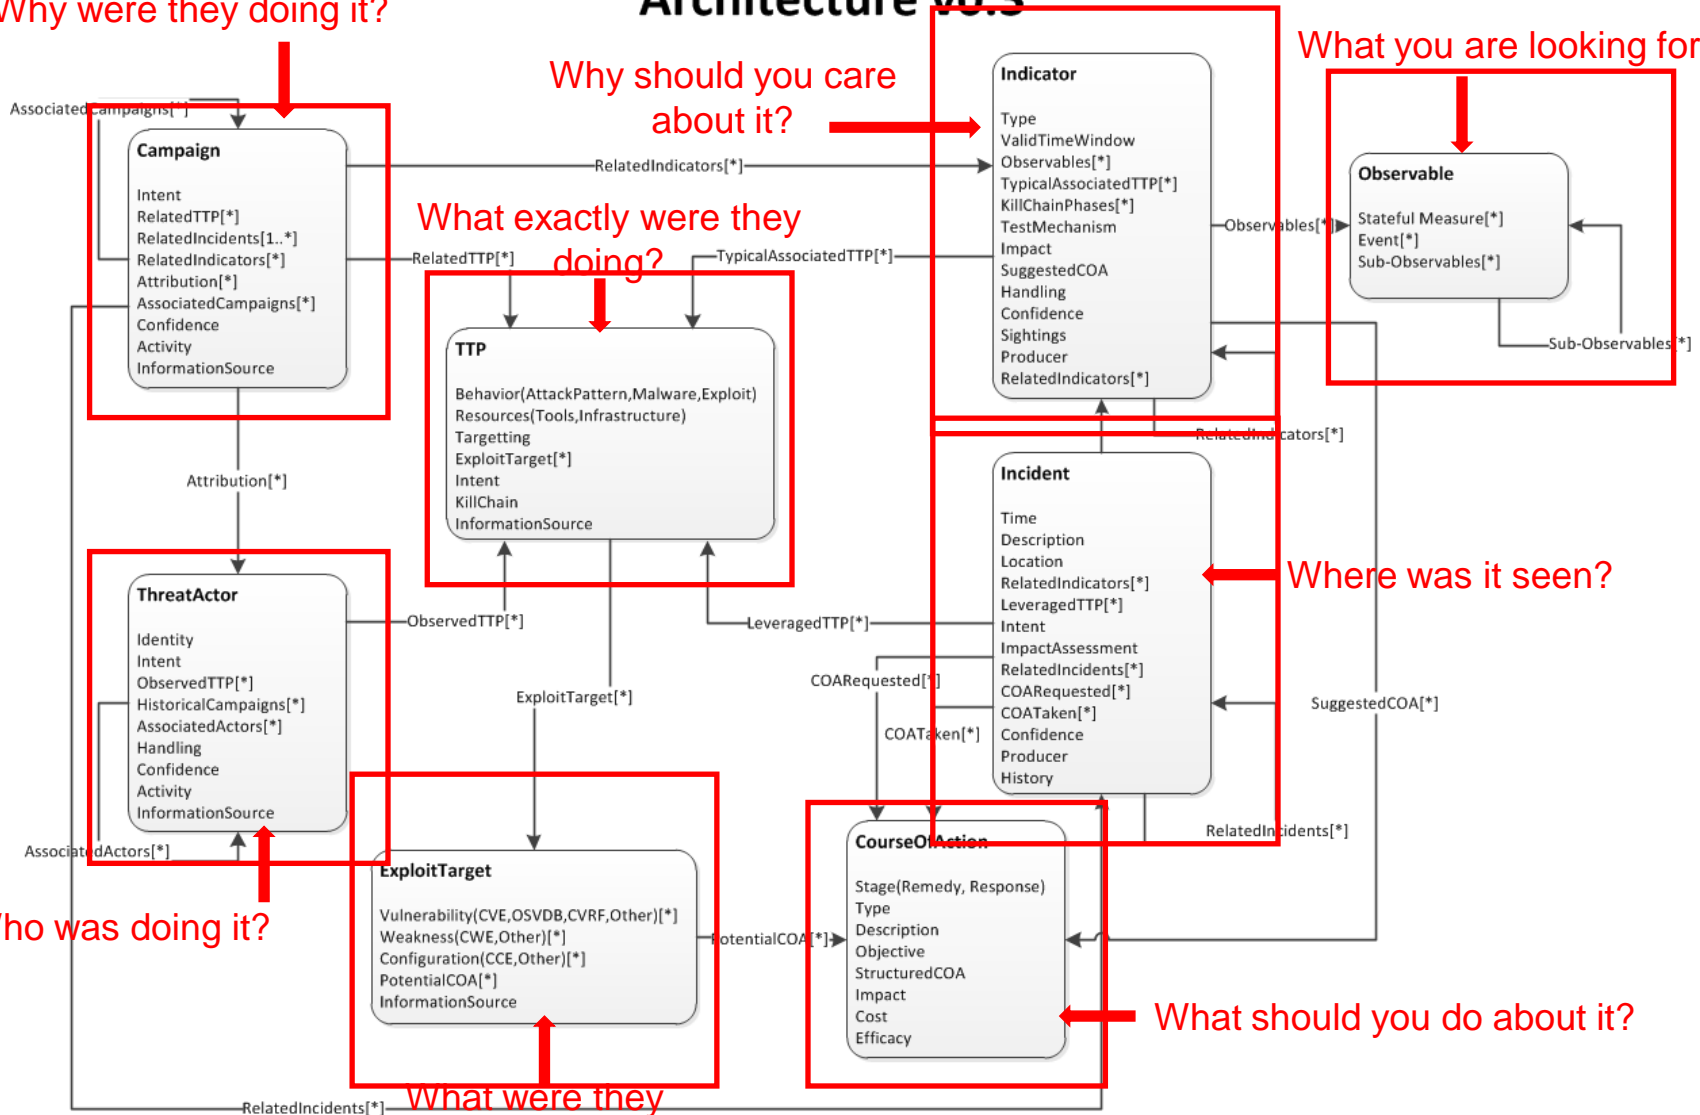 Why were they doing it?
Architecture v0.3
What you are looking for
Why should you care
about it?
AssociatedCampaigns[*]
Campaign
Intent
RelatedTTP[*]
RelatedIncidents[1..*]
RelatedIndicators[*]
Attribution[*]
AssociatedCampaigns[*]
Confidence
Activity
InformationSource
RelatedIndicators[*]
Indicator
Type
ValidTimeWindow
Observables[*]
TypicalAssociatedTTP[*]
KillChainPhases[*]
TestMechanism
Impact
SuggestedCOA
Handling
Confidence
Sightings
Producer
RelatedIndicators[*]
Observables[*]
Observable
Stateful Measure[*]
Event[*]
Sub-Observables[*]
Sub-Observables[*]
What exactly were they
doing?
RelatedTTP[*]
TypicalAssociatedTTP[*]
TTP
Behavior(AttackPattern,Malware,Exploit)
Resources(Tools,Infrastructure)
Targetting
ExploitTarget[*]
Intent
KillChain
InformationSource
RelatedIndicators[*]
Attribution[*]
Incident
Time
Description
Location
RelatedIndicators[*]
LeveragedTTP[*]
Intent
ImpactAssessment
RelatedIncidents[*]
COARequested[*]
COATaken[*]
Confidence
Producer
History
Where was it seen?
ThreatActor
Identity
Intent
ObservedTTP[*]
HistoricalCampaigns[*]
AssociatedActors[*]
Handling
Confidence
Activity
InformationSource
ObservedTTP[*]
LeveragedTTP[*]
COARequested[*]
ExploitTarget[*]
COATaken[*]
SuggestedCOA[*]
RelatedIncidents[*]
AssociatedActors[*]
who was doing it?
ExploitTarget
Vulnerability(CVE,OSVDB,CVRF,Other)[*]
Weakness(CWE,Other)[*]
Configuration(CCE,Other)[*]
PotentialCOA[*]
InformationSource
PotentialCOA[*]
CourseOfAction
Stage(Remedy, Response)
Type
Description
Objective
StructuredCOA
Impact
Cost
Efficacy
What should you do about it?
What were they
RelatedIncidents[*]